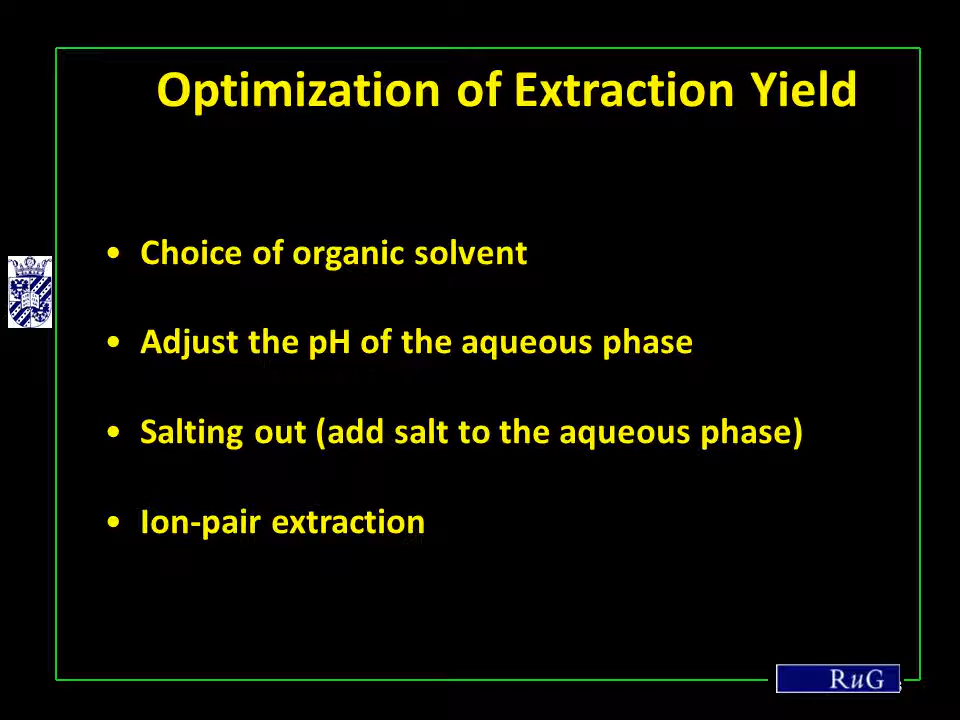 Optimization of Extraction Yield
• Choice of organic solvent
• Adjust the pH of the aqueous phase
• Salting out (add salt to the aqueous phase)
• Ion-pair extraction
RuG